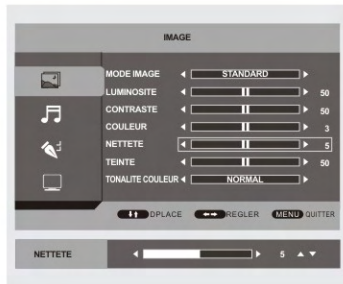 IMAGE
MODE IMAGE STANDARD
LUMINOSITE 50
CONTRASTE 50
COULEUR 3
NETTETE 5
TEINTE 50
TONALITE COULEUR NORMAL
DPLACE REGLER MENU QUITTER
NETTETE 5